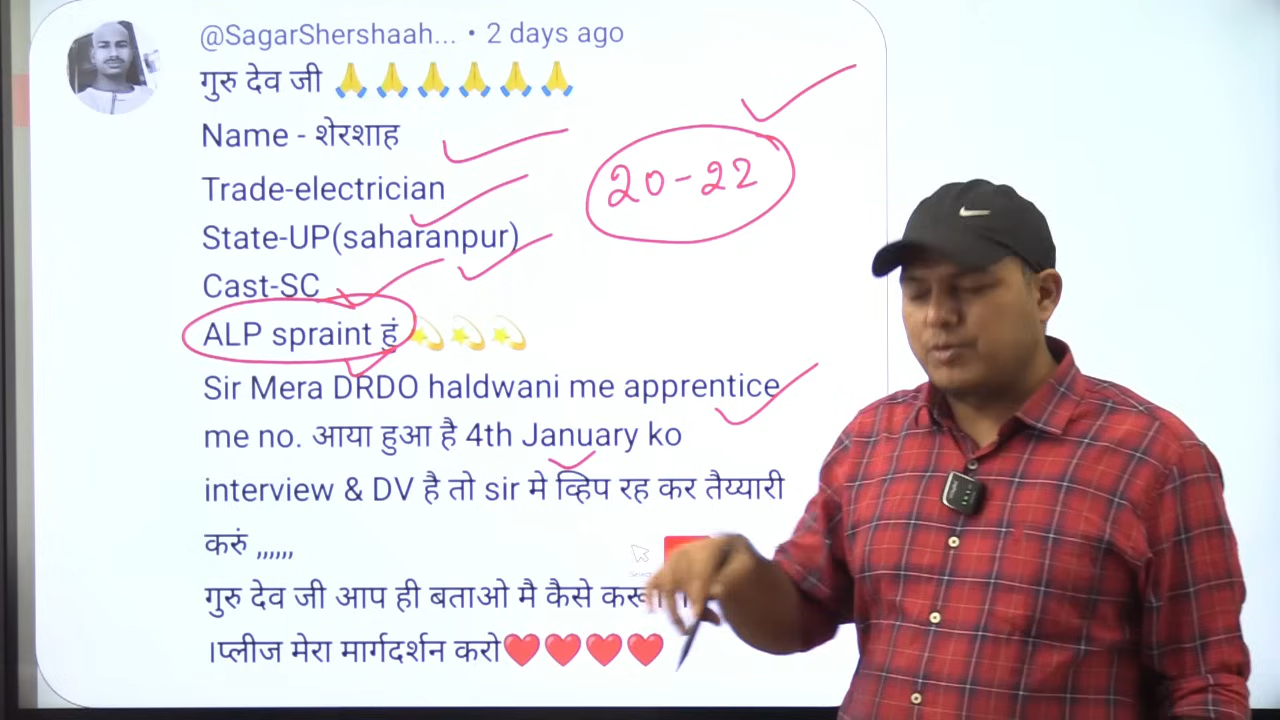 @SagarShershaah... • 2 days ago
गुरु देव जी 🙏🙏🙏🙏🙏🙏
Name - शेरशाह
20-22
Trade-electrician
State-UP(saharanpur)
Cast-SC
ALP spraint हुं💫💫💫
Sir Mera DRDO haldwani me apprentice
me no. आया हुआ है 4th January ko
interview & DV है तो sir मे व्हिप रह कर तैय्यारी
करुं ,,,,,,
गुरु देव जी आप ही बताओ मै कैसे
।प्लीज मेरा मार्गदर्शन करो❤️❤️❤️❤️